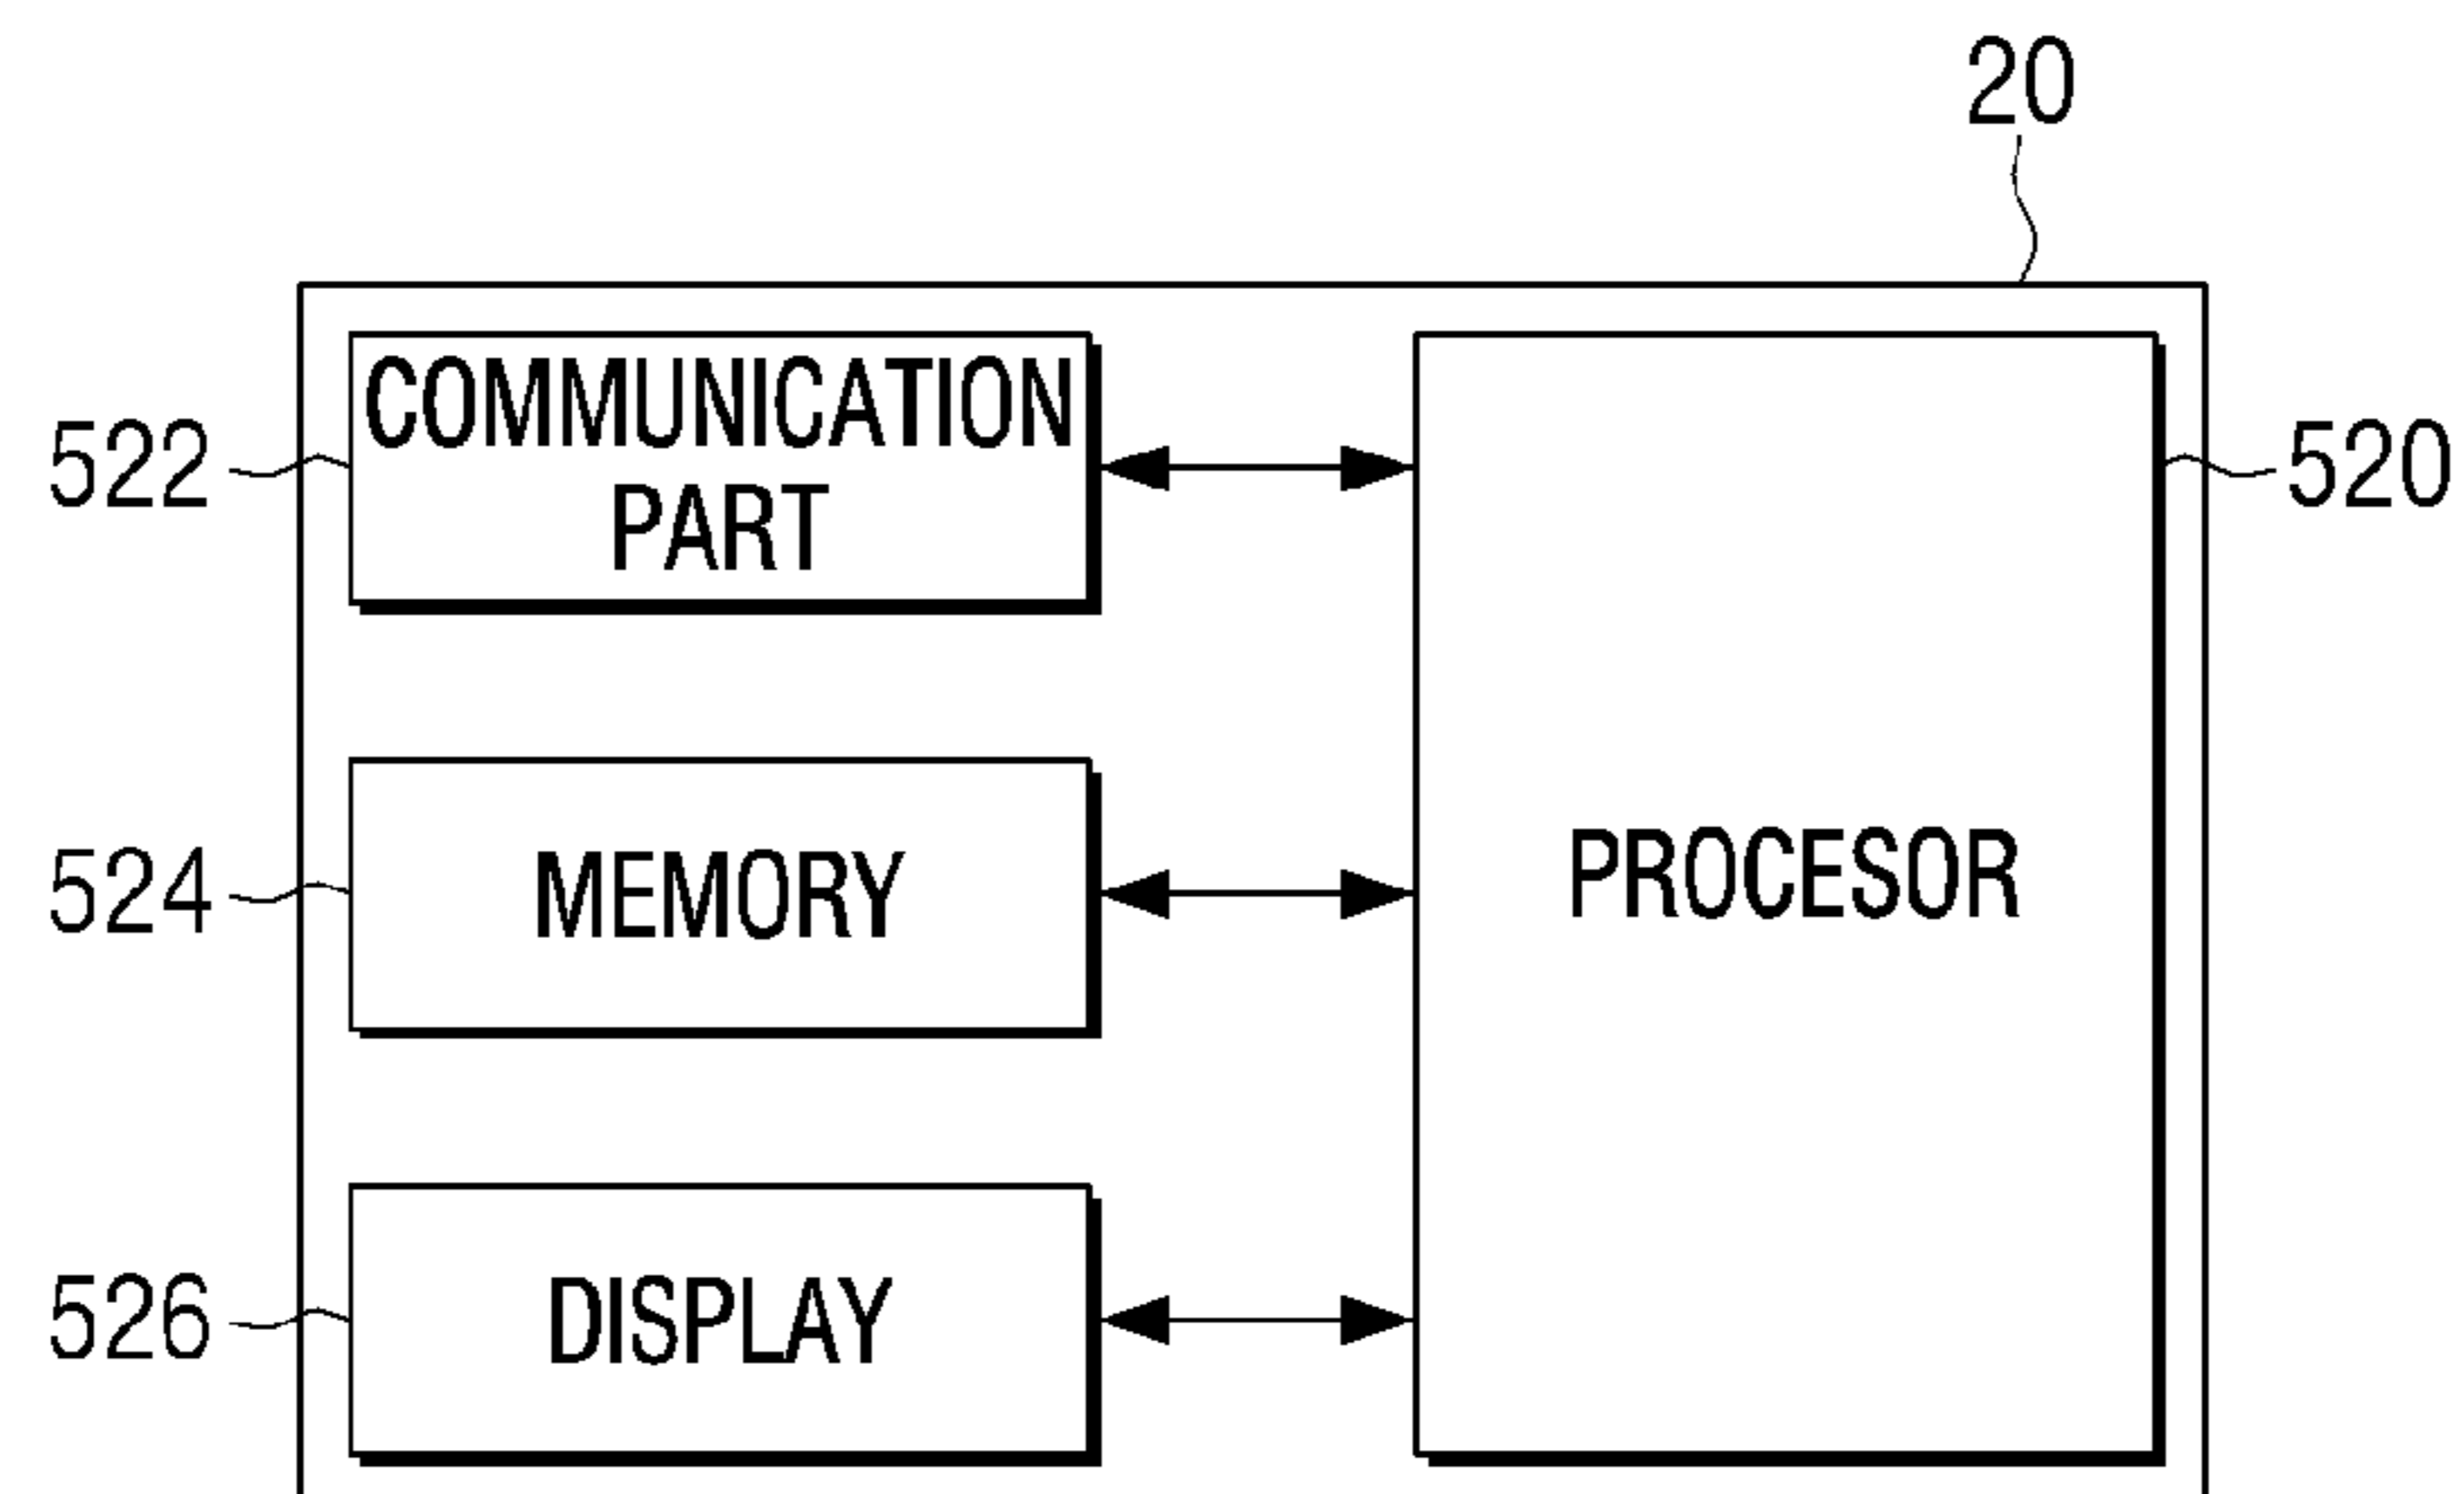 20
COMMUNICATION
PART
522
520
524
MEMORY
PROCESOR
526
DISPLAY